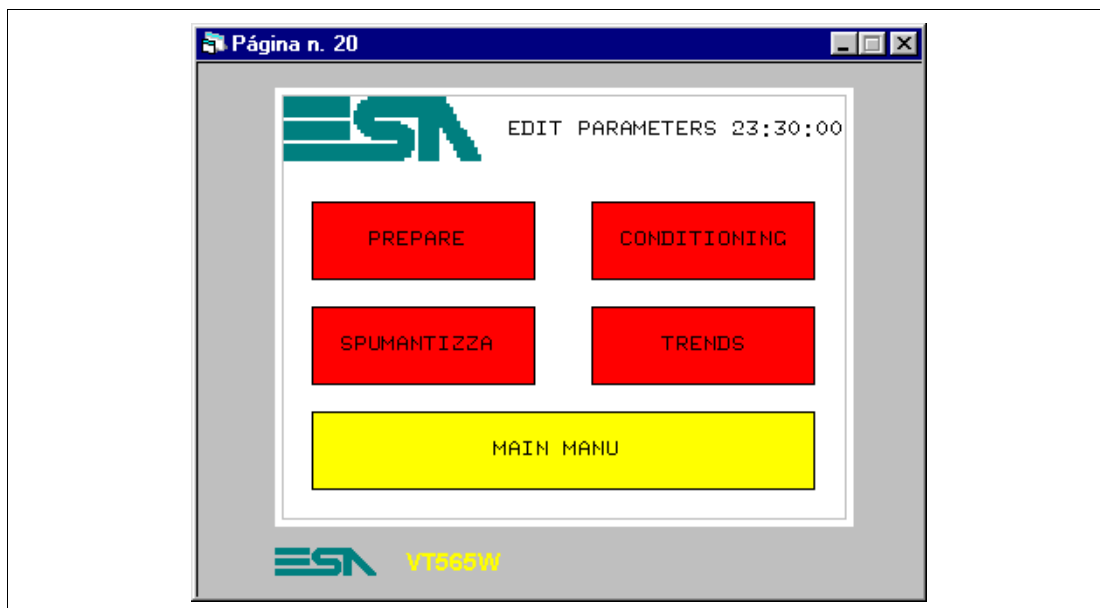 Página n. 20
ESA
EDIT PARAMETERS 23:30:00
PREPARE
CONDITIONING
SPUMANTIZZA
TRENDS
MAIN MANU
ESA
VT565W